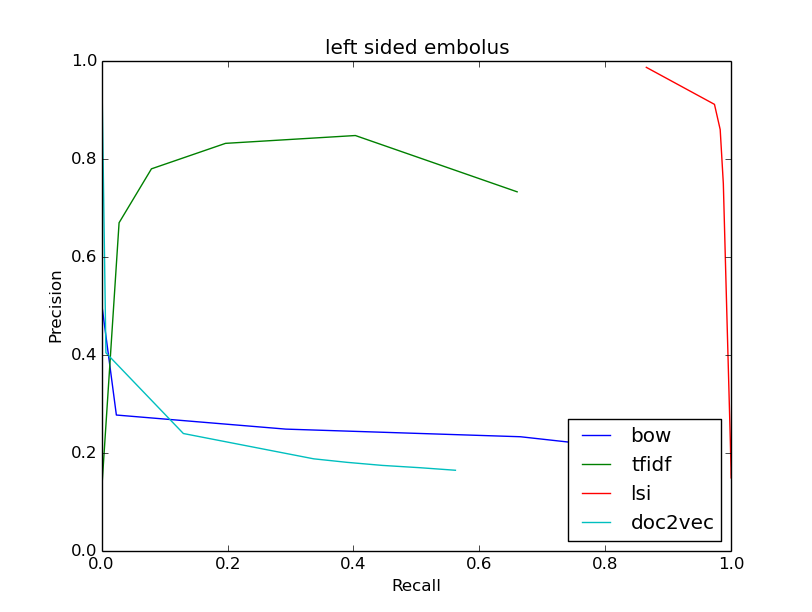 left sided embolus
Precision
1.0
0.8
0.6
0.4
0.2
0.0
bow
tfidf
lsi
doc2vec
0.0 0.2 0.4 0.6 0.8 1.0
Recall